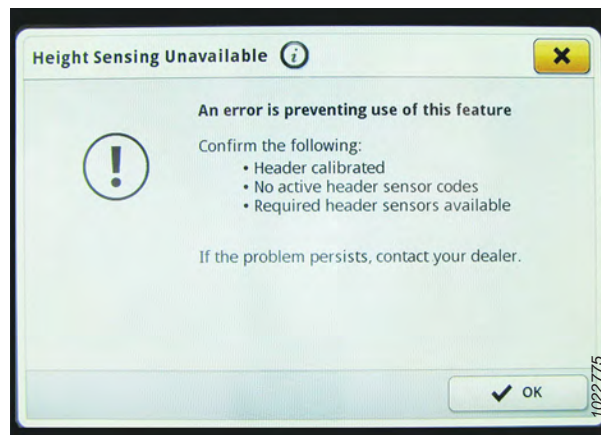 Height Sensing Unavailable i
An error is preventing use of this feature
Confirm the following:
• Header calibrated
• No active header sensor codes
• Required header sensors available
If the problem persists, contact your dealer.
OK
1022775